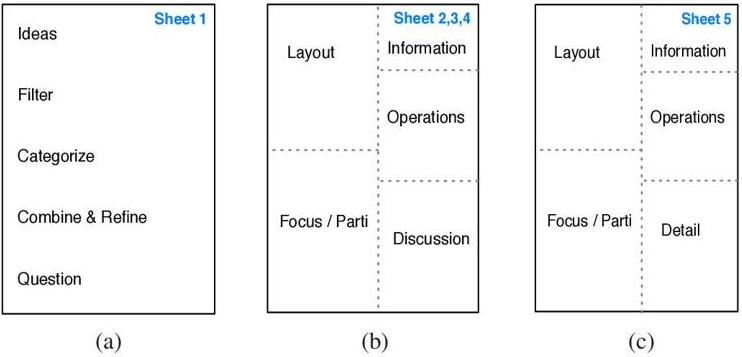 Sheet 1
Ideas
Filter
Categorize
Combine & Refine
Question
(a)
Sheet 2,3,4
Layout
Information
Operations
Focus / Parti
Discussion
(b)
Sheet 5
Layout
Information
Operations
Focus / Parti
Detail
(c)